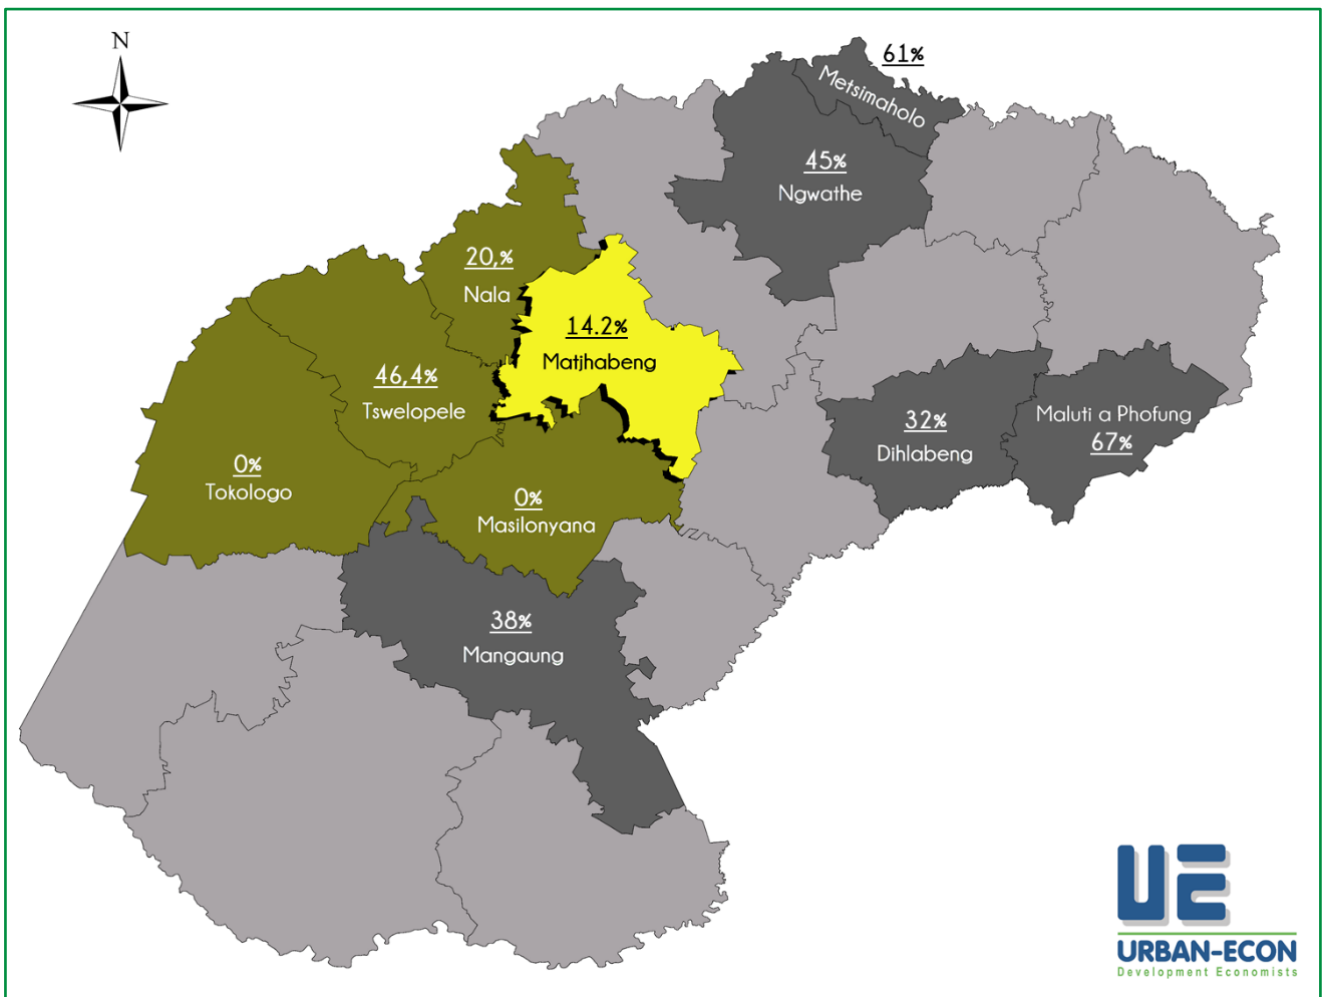 N
61%
Metsimaholo
45%
Ngwathe
20,%
Nala
14.2%
Matjhabeng
46,4%
Tswelopele
Maluti a Phofung
67%
32%
Dihlabeng
0%
Tokologo
0%
Masilonyana
38%
Mangaung
UE
URBAN-ECON
Development Economists